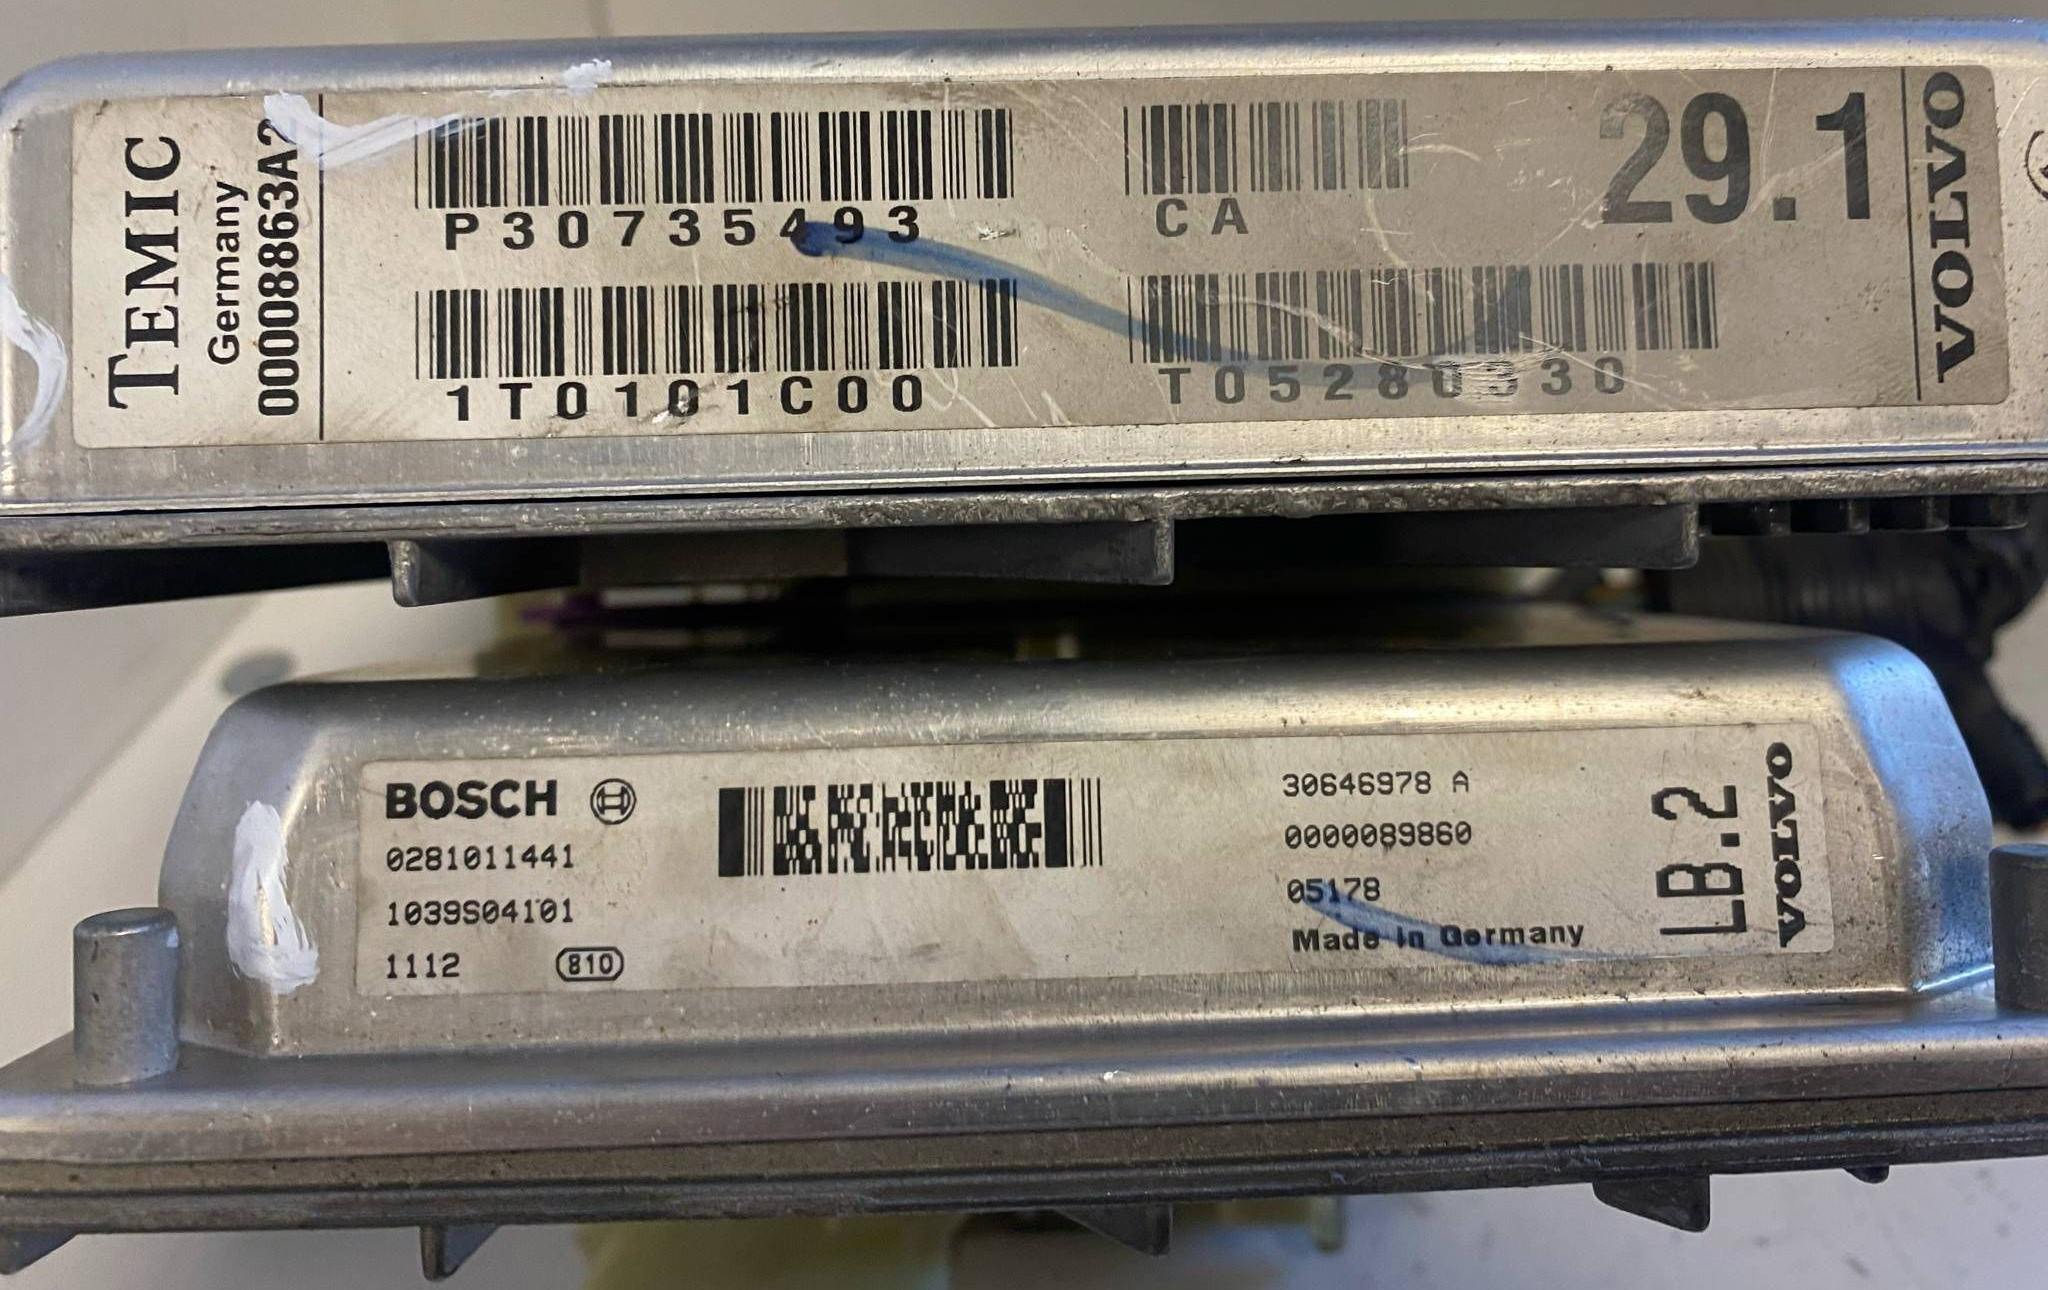 TEMIC
Germany
00008863A2
P30735493
CA
29.1
1T0101C00
VOLVO
BOSCH
0281011441
1039S04101
1112
810
30646978 A
0000089860
05178
Made in Germany
LB.2
VOLVO